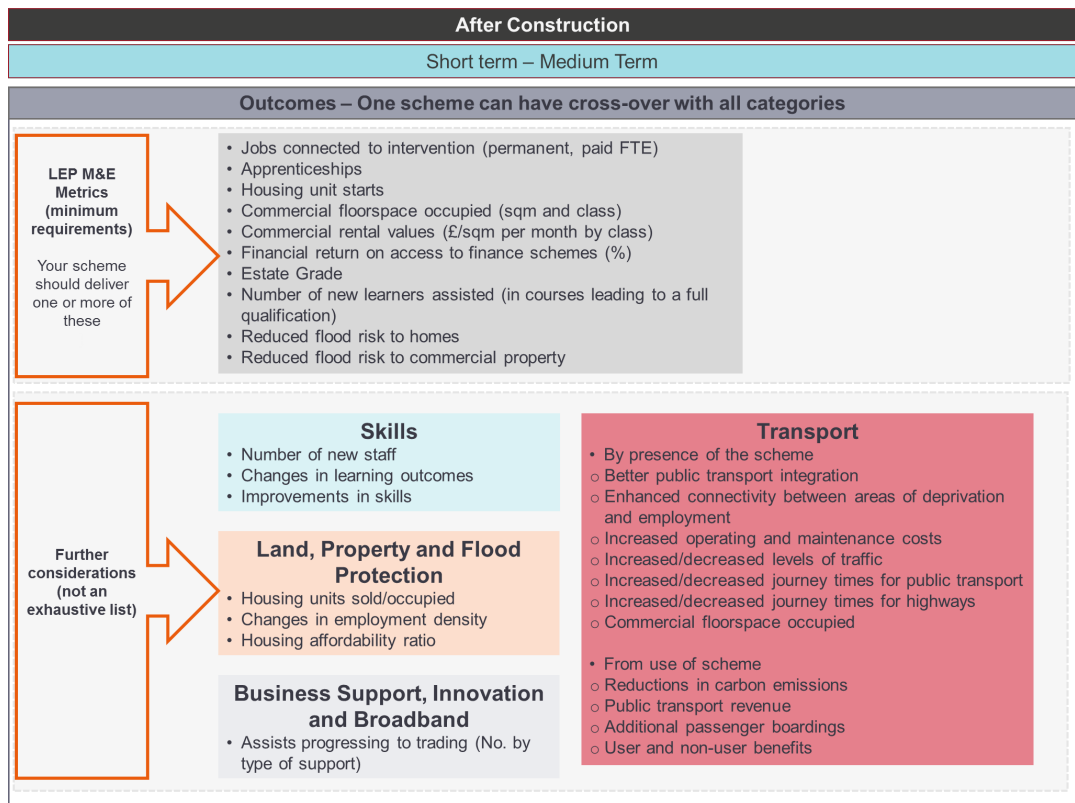 After Construction
Short term – Medium Term
Outcomes – One scheme can have cross-over with all categories
LEP M&E
Metrics
(minimum
requirements)
Your scheme
should deliver
one or more of
these
• Jobs connected to intervention (permanent, paid FTE)
• Apprenticeships
• Housing unit starts
• Commercial floorspace occupied (sqm and class)
• Commercial rental values (£/sqm per month by class)
• Financial return on access to finance schemes (%)
• Estate Grade
• Number of new learners assisted (in courses leading to a full
qualification)
• Reduced flood risk to homes
• Reduced flood risk to commercial property
Further
considerations
(not an
exhaustive list)
Skills
• Number of new staff
• Changes in learning outcomes
• Improvements in skills
Land, Property and Flood
Protection
• Housing units sold/occupied
• Changes in employment density
• Housing affordability ratio
Business Support, Innovation
and Broadband
• Assists progressing to trading (No. by
type of support)
Transport
• By presence of the scheme
○ Better public transport integration
○ Enhanced connectivity between areas of deprivation
and employment
○ Increased operating and maintenance costs
○ Increased/decreased levels of traffic
○ Increased/decreased journey times for public transport
○ Increased/decreased journey times for highways
○ Commercial floorspace occupied
• From use of scheme
○ Reductions in carbon emissions
○ Public transport revenue
○ Additional passenger boardings
○ User and non-user benefits